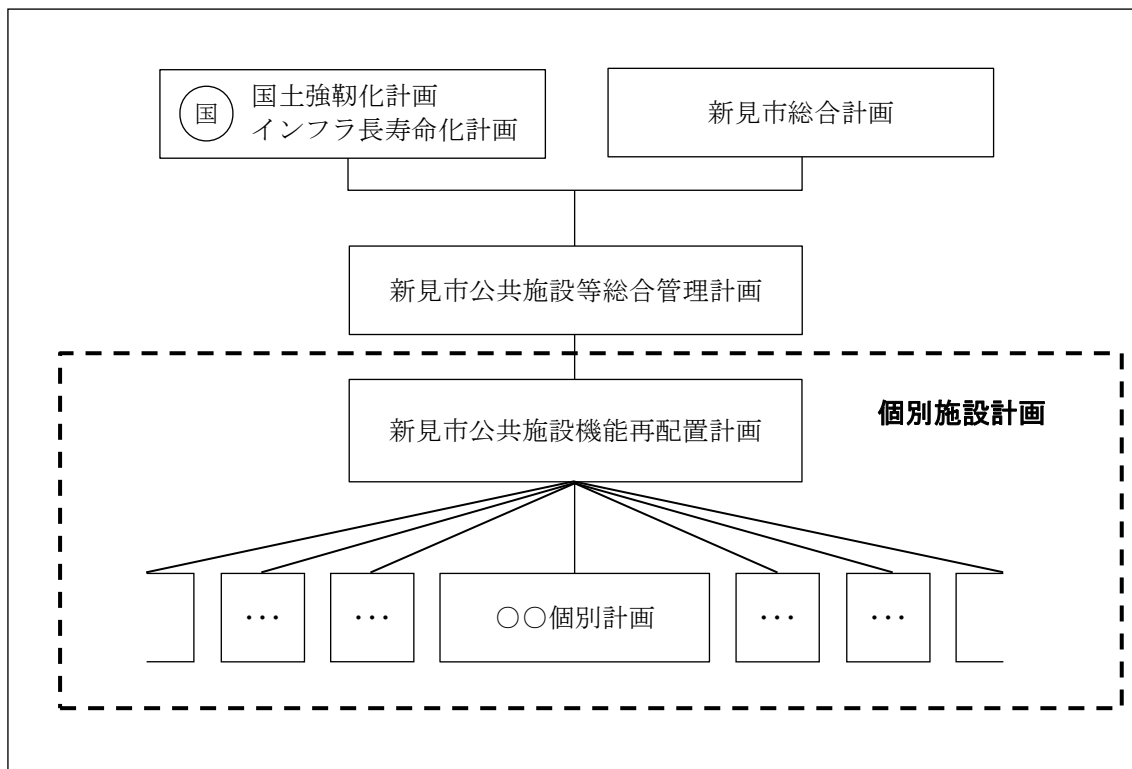 国
国土強靭化計画
インフラ長寿命化計画
新見市総合計画
新見市公共施設等総合管理計画
個別施設計画
新見市公共施設機能再配置計画
…
…
○○個別計画
…
…